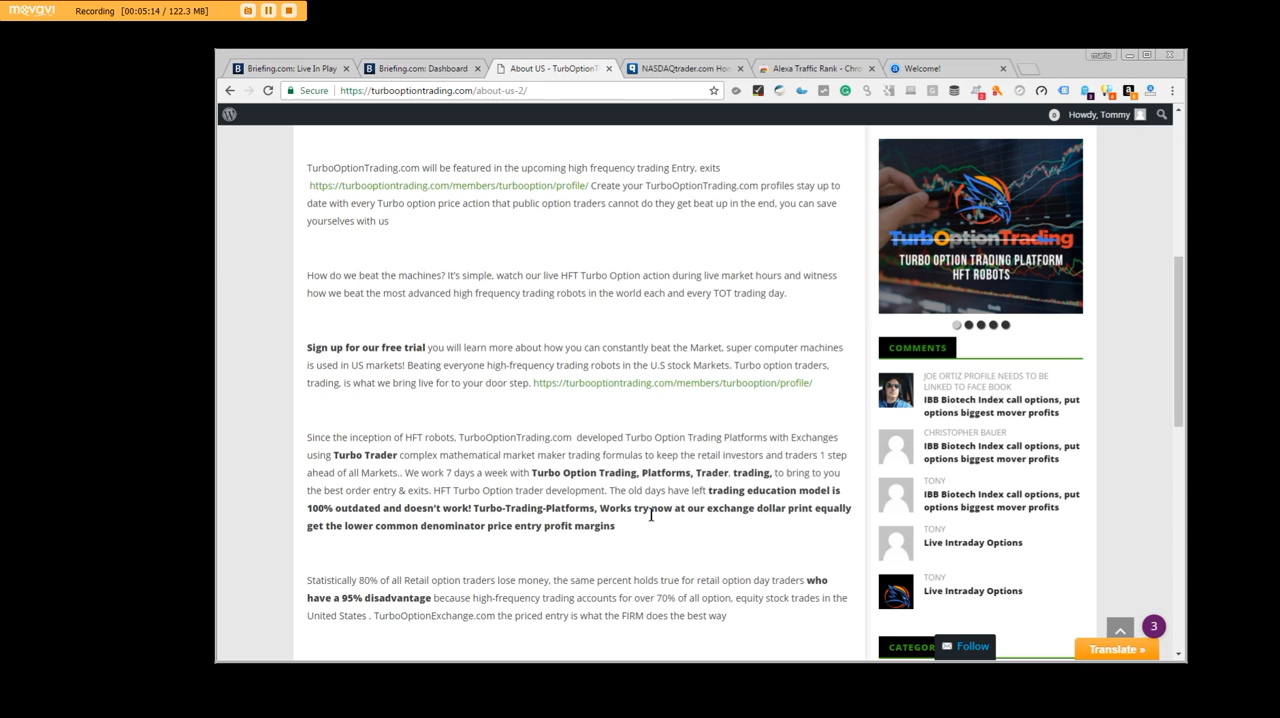 movavi
Recording [00:05:14 / 122.3 MB]
mario
Briefing.com: Live In Play
Briefing.com: Dashboard
About US - TurbOptionT
NASDAQtrader.com Ho
Alexa Traffic Rank - Chro
Welcome!
Secure https://turbooptiontrading.com/about-us-2/
0 Howdy, Tommy
TurboOptionTrading.com will be featured in the upcoming high frequency trading Entry, exits
https://turbooptiontrading.com/members/turbooption/profile/ Create your TurboOptionTrading.com profiles stay up to
date with every Turbo option price action that public option traders cannot do they get beat up in the end, you can save
yourselves with us
How do we beat the machines? It's simple, watch our live HFT Turbo Option action during live market hours and witness
how we beat the most advanced high frequency trading robots in the world each and every TOT trading day.
Sign up for our free trial you will learn more about how you can constantly beat the Market, super computer machines
is used in US markets! Beating everyone high-frequency trading robots in the U.S stock Markets. Turbo option traders,
trading, is what we bring live for to your door step. https://turbooptiontrading.com/members/turbooption/profile/
Since the inception of HFT robots, TurboOptionTrading.com developed Turbo Option Trading Platforms with Exchanges
using Turbo Trader complex mathematical market maker trading formulas to keep the retail investors and traders 1 step
ahead of all Markets.. We work 7 days a week with Turbo Option Trading, Platforms, Trader, trading, to bring to you
the best order entry & exits. HFT Turbo Option trader development. The old days have left trading education model is
100% outdated and doesn't work! Turbo-Trading-Platforms, Works try now at our exchange dollar print equally
get the lower common denominator price entry profit margins
Statistically 80% of all Retail option traders lose money, the same percent holds true for retail option day traders who
have a 95% disadvantage because high-frequency trading accounts for over 70% of all option, equity stock trades in the
United States . TurboOptionExchange.com the priced entry is what the FIRM does the best way
TurbOptionTrading
TURBO OPTION TRADING PLATFORM
HFT ROBOTS
COMMENTS
JOE ORTIZ PROFILE NEEDS TO BE
LINKED TO FACE BOOK
IBB Biotech Index call options, put
options biggest mover profits
CHRISTOPHER BAUER
IBB Biotech Index call options, put
options biggest mover profits
TONY
IBB Biotech Index call options, put
options biggest mover profits
TONY
Live Intraday Options
TONY
Live Intraday Options
3
CATEGOR
Follow
Translate »